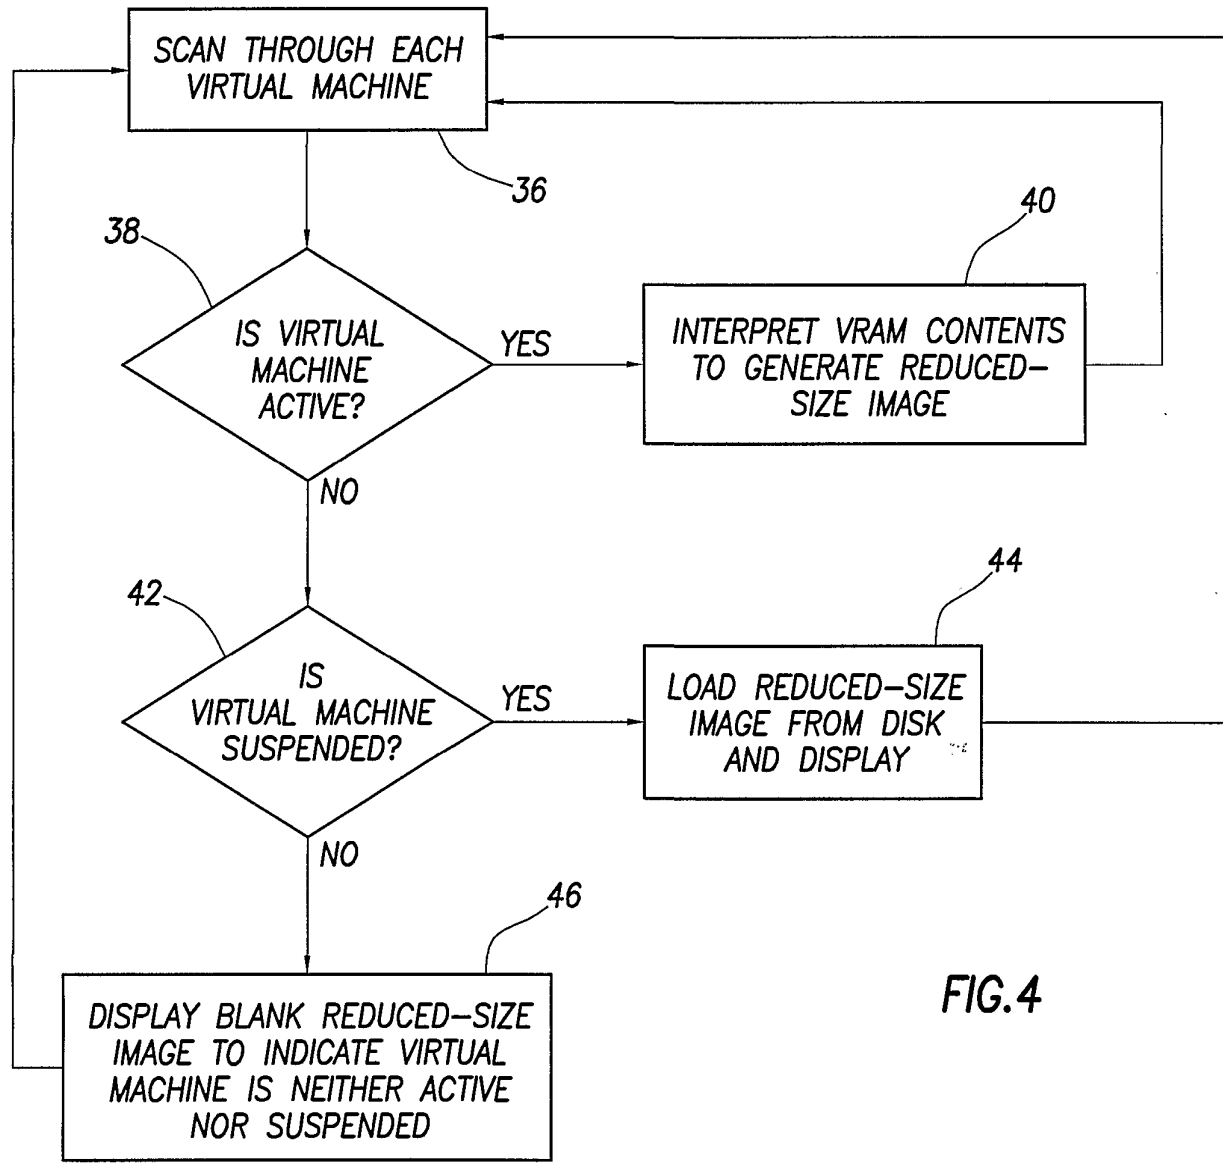 SCAN THROUGH EACH
VIRTUAL MACHINE
36
38
40
IS VIRTUAL
MACHINE
ACTIVE?
YES
INTERPRET VRAM CONTENTS
TO GENERATE REDUCED-
SIZE IMAGE
NO
42
44
IS
VIRTUAL MACHINE
SUSPENDED?
YES
LOAD REDUCED-SIZE
IMAGE FROM DISK
AND DISPLAY
NO
46
DISPLAY BLANK REDUCED-SIZE
IMAGE TO INDICATE VIRTUAL
MACHINE IS NEITHER ACTIVE
NOR SUSPENDED
FIG.4